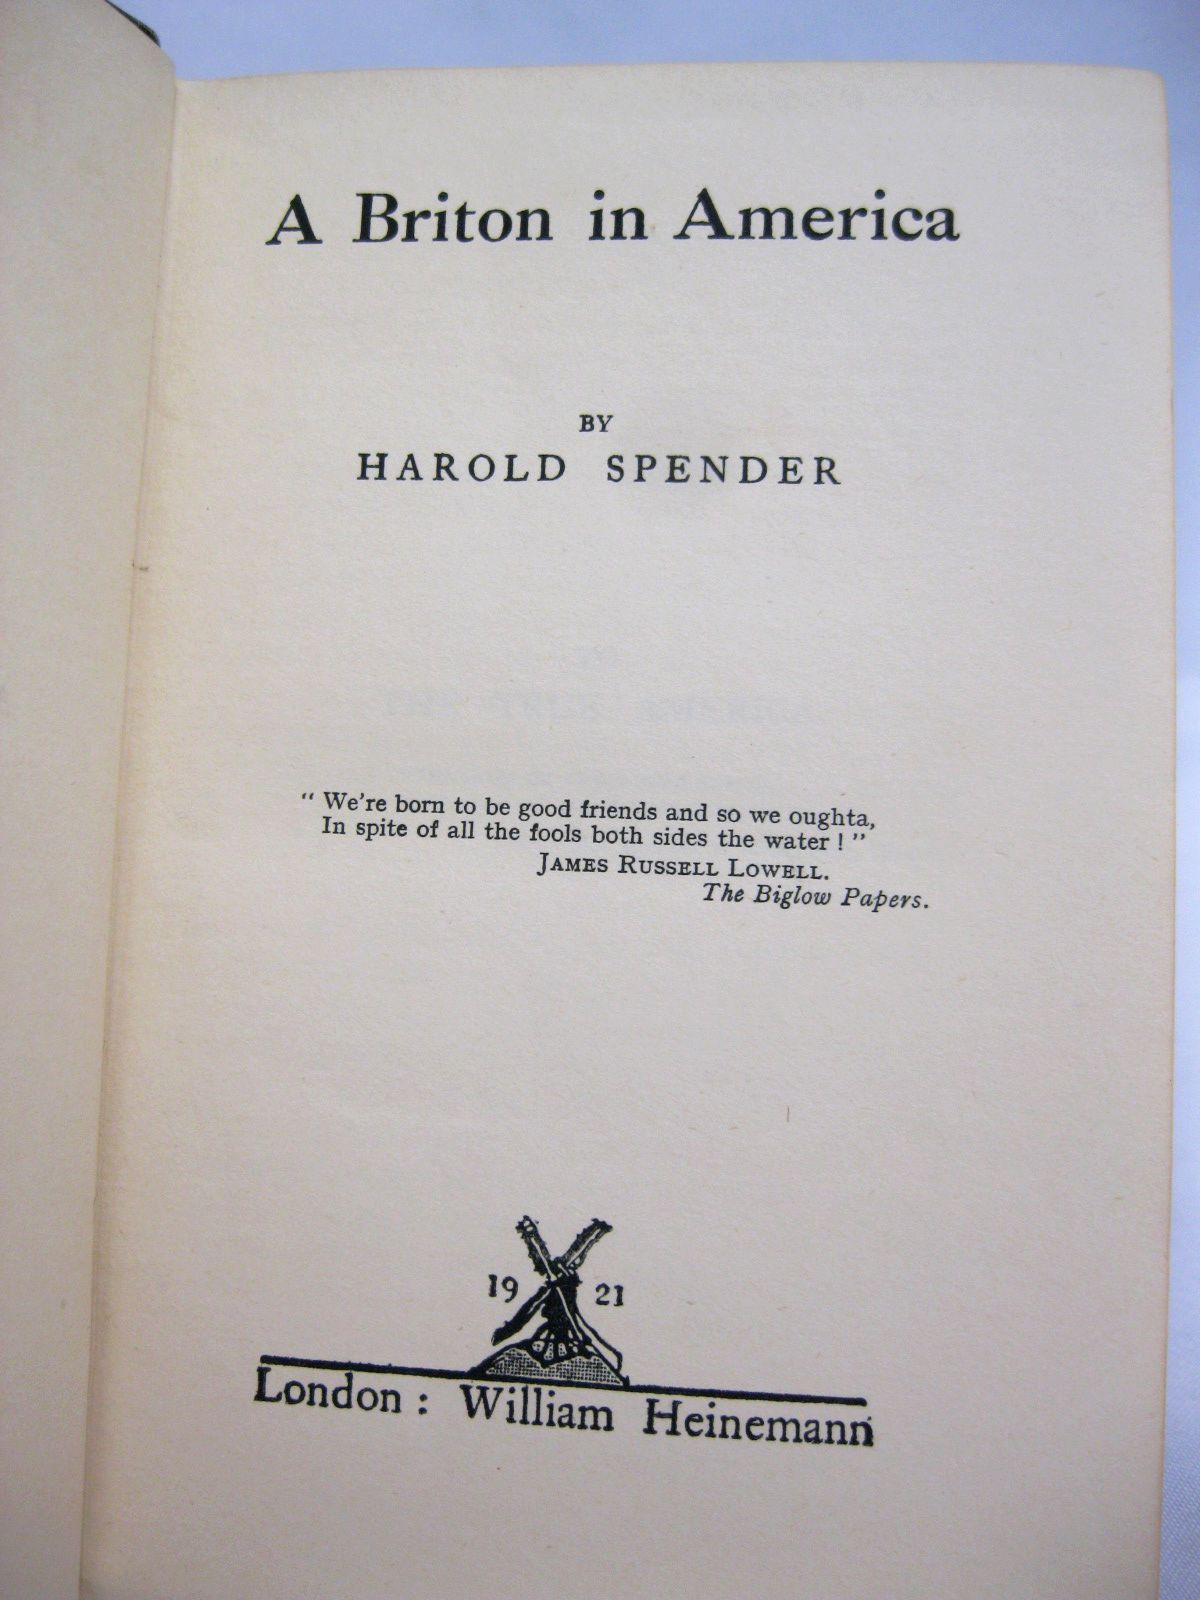 A Briton in America
BY
HAROLD SPENDER
“ We're born to be good friends and so we oughta,
In spite of all the fools both sides the water ! ”
JAMES RUSSELL LOWELL.
The Biglow Papers.
19 21
London : William Heinemann